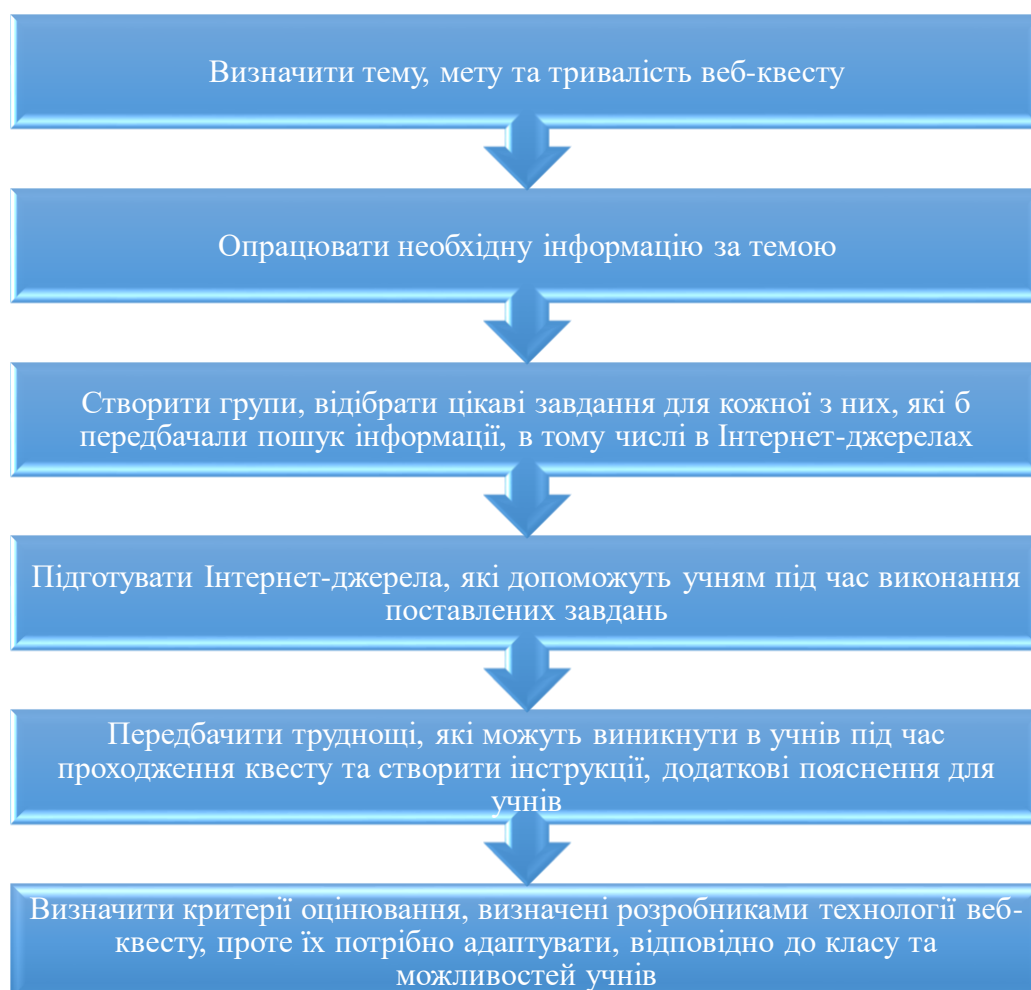 Визначити тему, мету та тривалість веб-квесту
Опрацювати необхідну інформацію за темою
Створити групи, відібрати цікаві завдання для кожної з них, які б
передбачали пошук інформації, в тому числі в Інтернет-джерелах
Підготувати Інтернет-джерела, які допоможуть учням під час виконання
поставлених завдань
Передбачити труднощі, які можуть виникнути в учнів під час
проходження квесту та створити інструкції, додаткові пояснення для
учнів
Визначити критерії оцінювання, визначені розробниками технології веб-
квесту, проте їх потрібно адаптувати, відповідно до класу та
можливостей учнів